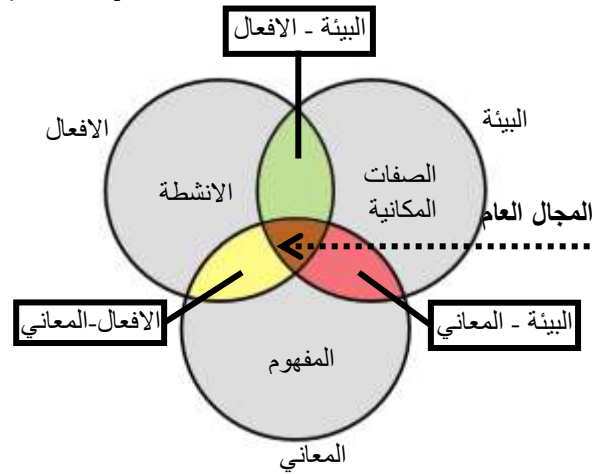 البيئة - الافعال
البيئة
الافعال
الصفات
المكانية
الانشطة
المجال العام
البيئة - المعاني
الافعال-المعاني
المفهوم
المعاني